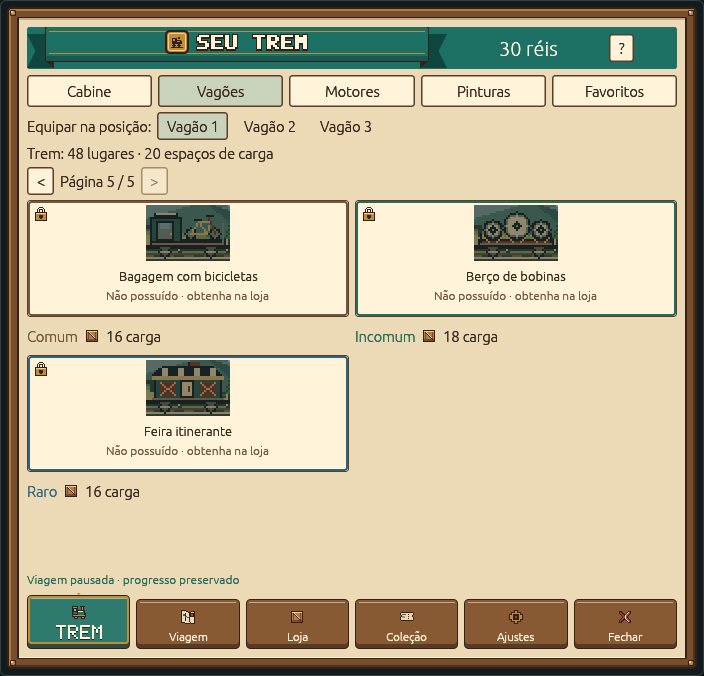 SEU TREM
30 réis
?
Cabine
Vagões
Motores
Pinturas
Favoritos
Equipar na posição:
Vagão 1
Vagão 2
Vagão 3
Trem: 48 lugares · 20 espaços de carga
<
Página 5 / 5
>
Bagagem com bicicletas
Não possuído · obtenha na loja
Berço de bobinas
Não possuído · obtenha na loja
Comum
16 carga
Incomum
18 carga
Feira itinerante
Não possuído · obtenha na loja
Raro
16 carga
Viagem pausada · progresso preservado
TREM
Viagem
Loja
Coleção
Ajustes
Fechar